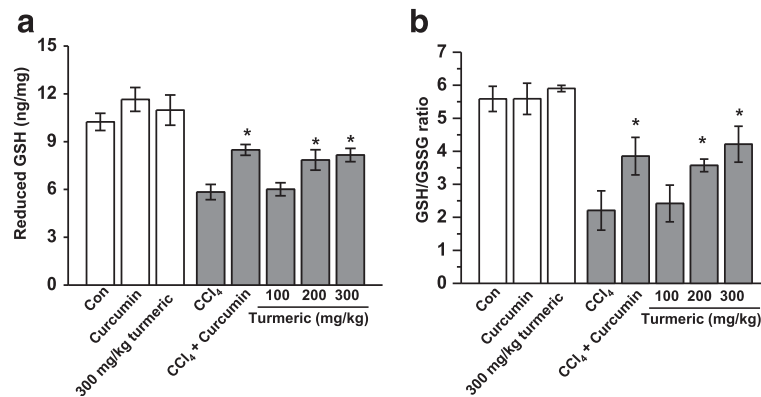 a
Reduced GSH (ng/mg)
15
12
9
6
3
0
*
*
*
Con
Curcumin
300 mg/kg turmeric
CCl₄
CCl₄ + Curcumin
100 200 300
Turmeric (mg/kg)
b
GSH/GSSG ratio
7
6
5
4
3
2
1
0
*
*
*
Con
Curcumin
300 mg/kg turmeric
CCl₄
CCl₄ + Curcumin
100 200 300
Turmeric (mg/kg)